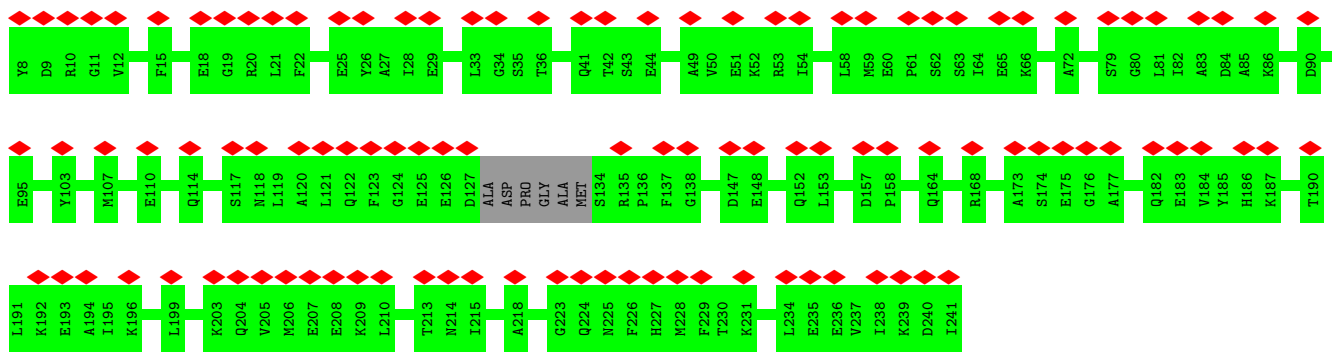 Y8 D9 R10 G11 V12 F15 E18 G19 R20 L21 F22 E25 Y26 A27 I28 E29 L33 G34 S35 T36 Q41 T42 S43 E44 A49 V50 E51 K52 R53 I54 L58 M59 E60 P61 S62 S63 I64 E65 K66 A72 S79 G80 L81 I82 A83 D84 A85 K86 D90
E95 Y103 M107 E110 Q114 S117 N118 L119 A120 L121 Q122 F123 G124 E125 E126 D127 ALA ASP PRO GLY ALA MET S134 R135 P136 F137 G138 D147 E148 Q152 L153 D157 P158 Q164 R168 A173 S174 E175 G176 A177 Q182 E183 V184 Y185 H186 K187 T190
L191 K192 E193 A194 I195 K196 L199 K203 Q204 V205 M206 E207 E208 K209 L210 T213 N214 I215 A218 G223 Q224 N225 F226 H227 M228 F229 T230 K231 L234 E235 E236 V237 I238 K239 D240 I241